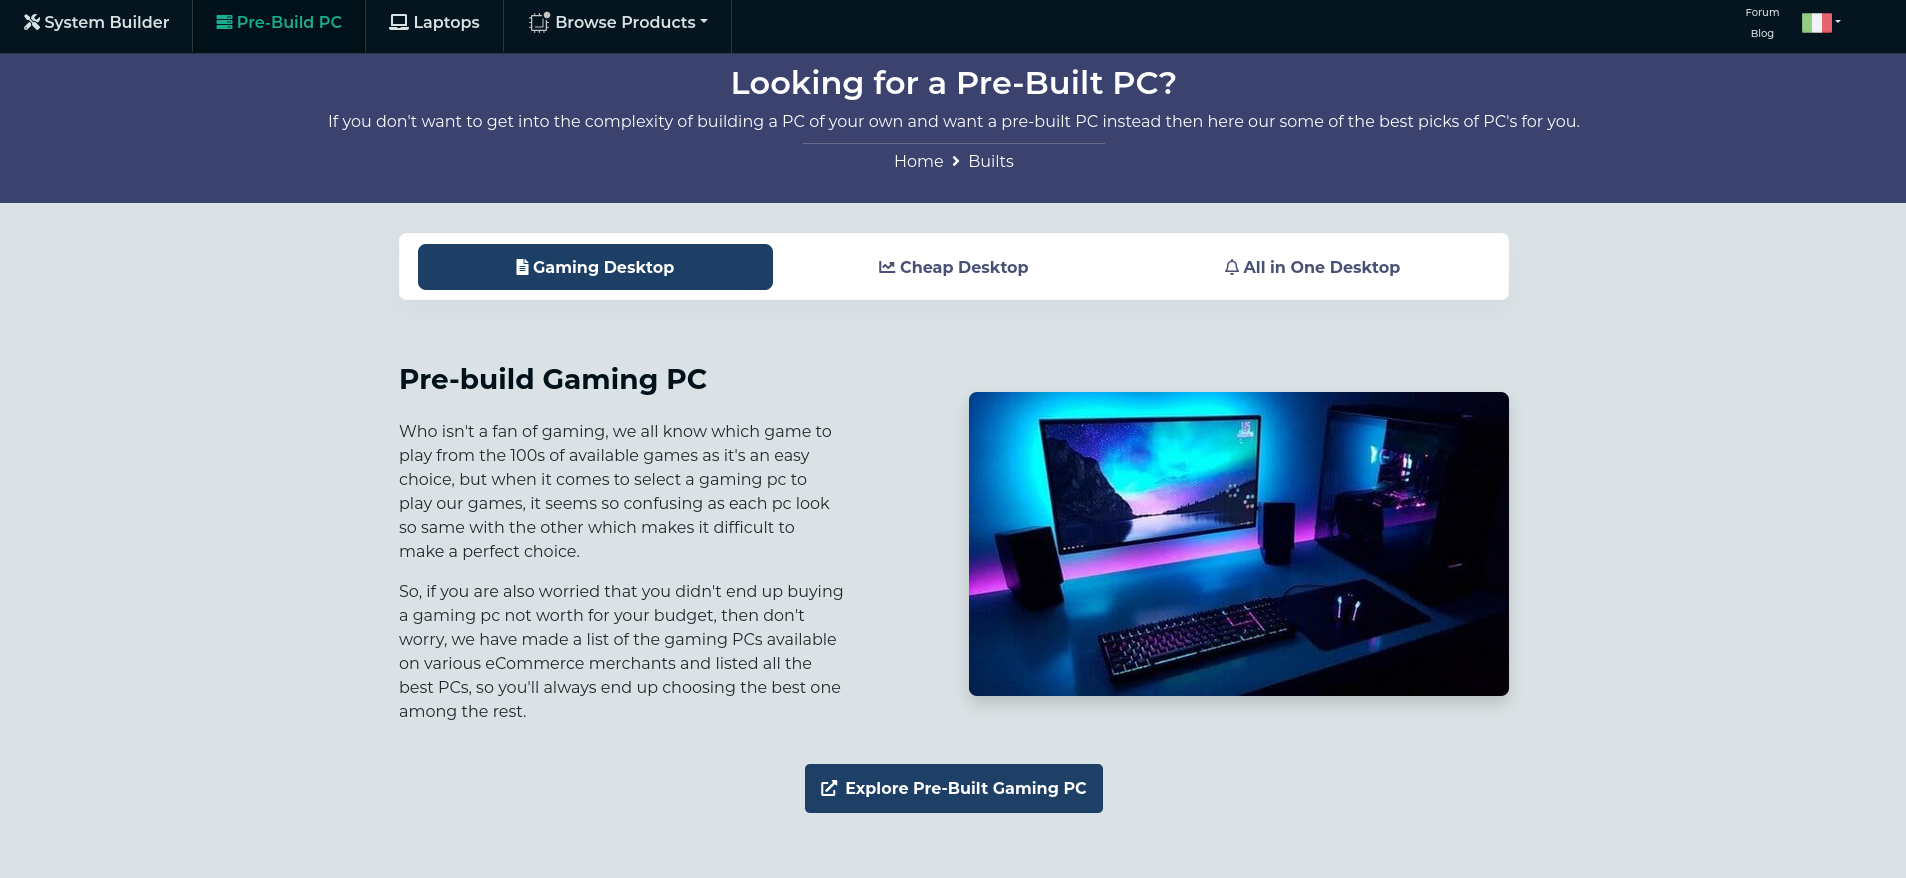 System Builder
Pre-Build PC
Laptops
Browse Products
Forum
Blog
Looking for a Pre-Built PC?
If you don't want to get into the complexity of building a PC of your own and want a pre-built PC instead then here our some of the best picks of PC's for you.
Home
Builts
Gaming Desktop
Cheap Desktop
All in One Desktop
Pre-build Gaming PC
Who isn't a fan of gaming, we all know which game to
play from the 100s of available games as it's an easy
choice, but when it comes to select a gaming pc to
play our games, it seems so confusing as each pc look
so same with the other which makes it difficult to
make a perfect choice.
So, if you are also worried that you didn't end up buying
a gaming pc not worth for your budget, then don't
worry, we have made a list of the gaming PCs available
on various eCommerce merchants and listed all the
best PCs, so you'll always end up choosing the best one
among the rest.
Explore Pre-Built Gaming PC